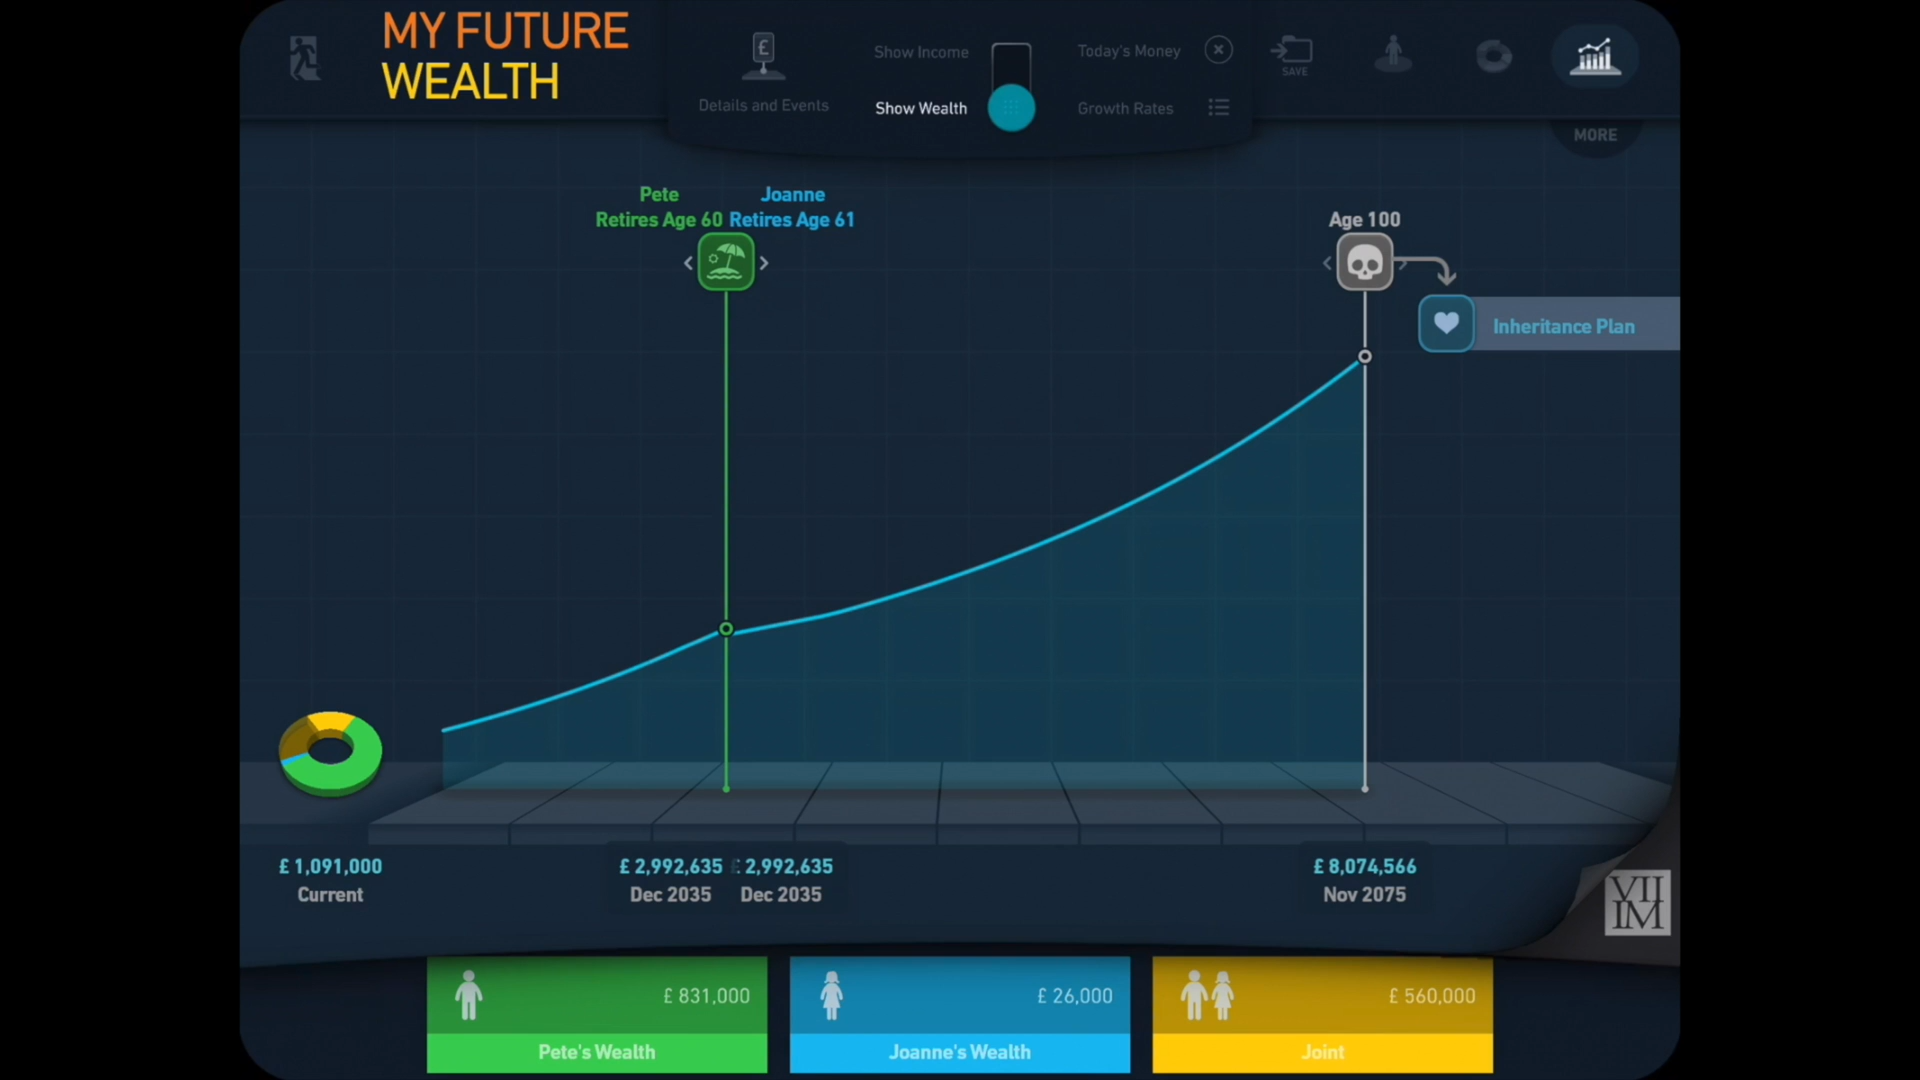 MY FUTURE
WEALTH
£
Details and Events
Show Income
Show Wealth
Today's Money
Growth Rates
SAVE
MORE
Pete
Retires Age 60
Joanne
Retires Age 61
Age 100
Inheritance Plan
£ 1,091,000
Current
£ 2,992,635
Dec 2035
£ 2,992,635
Dec 2035
£ 8,074,566
Nov 2075
VII
IM
£ 831,000
Pete's Wealth
£ 26,000
Joanne's Wealth
£ 560,000
Joint